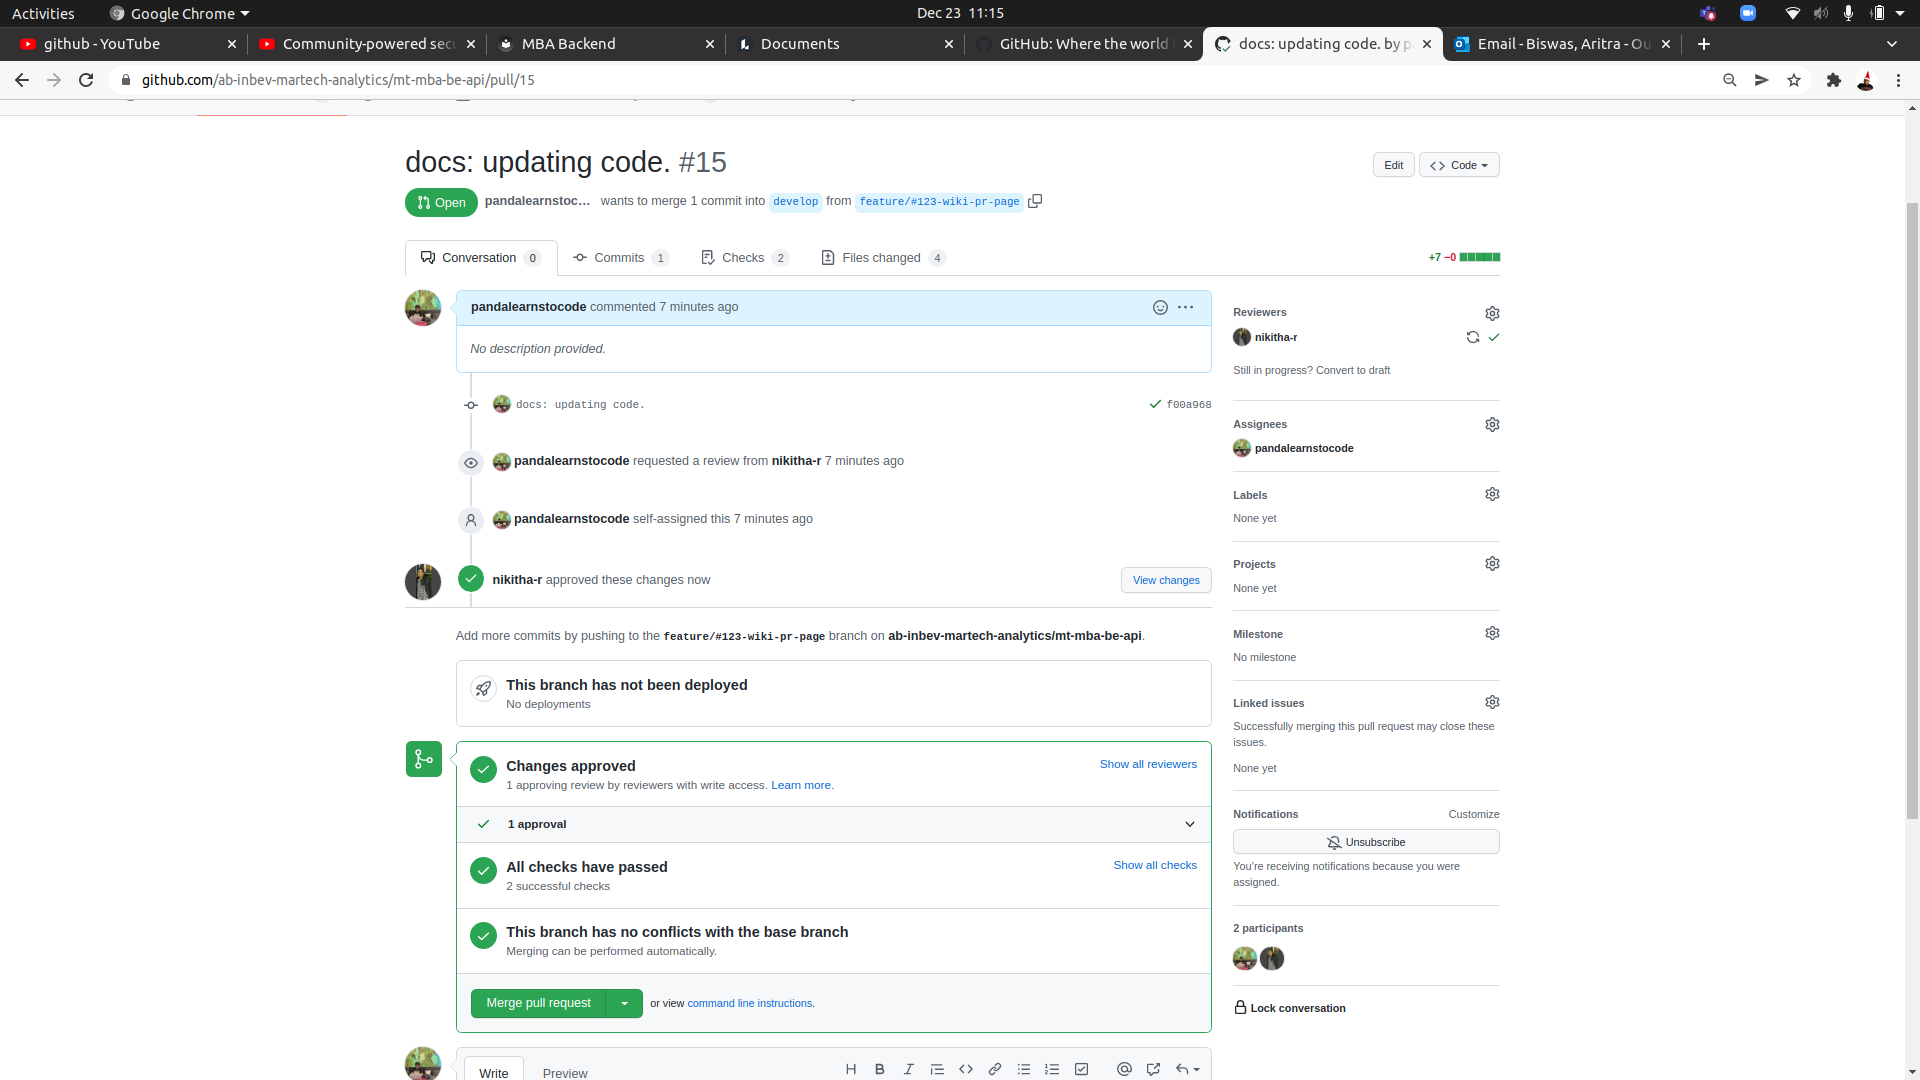 Activities
Google Chrome
Dec 23 11:15
github - YouTube
Community-powered sec
MBA Backend
Documents
GitHub: Where the world
docs: updating code. by p
Email - Biswas, Aritra - Ou
github.com/ab-inbev-martech-analytics/mt-mba-be-api/pull/15
docs: updating code. #15
Edit
Code
Open
pandalearnstoc... wants to merge 1 commit into develop from feature/#123-wiki-pr-page
Conversation 0
Commits 1
Checks 2
Files changed 4
+7 −0
pandalearnstocode commented 7 minutes ago
No description provided.
docs: updating code.
f00a968
pandalearnstocode requested a review from nikitha-r 7 minutes ago
pandalearnstocode self-assigned this 7 minutes ago
nikitha-r approved these changes now
View changes
Add more commits by pushing to the feature/#123-wiki-pr-page branch on ab-inbev-martech-analytics/mt-mba-be-api.
This branch has not been deployed
No deployments
Changes approved
Show all reviewers
1 approving review by reviewers with write access. Learn more.
1 approval
All checks have passed
Show all checks
2 successful checks
This branch has no conflicts with the base branch
Merging can be performed automatically.
Merge pull request
or view command line instructions.
Write
Preview
Reviewers
nikitha-r
Still in progress? Convert to draft
Assignees
pandalearnstocode
Labels
None yet
Projects
None yet
Milestone
No milestone
Linked issues
Successfully merging this pull request may close these
issues.
None yet
Notifications
Customize
Unsubscribe
You're receiving notifications because you were
assigned.
2 participants
Lock conversation